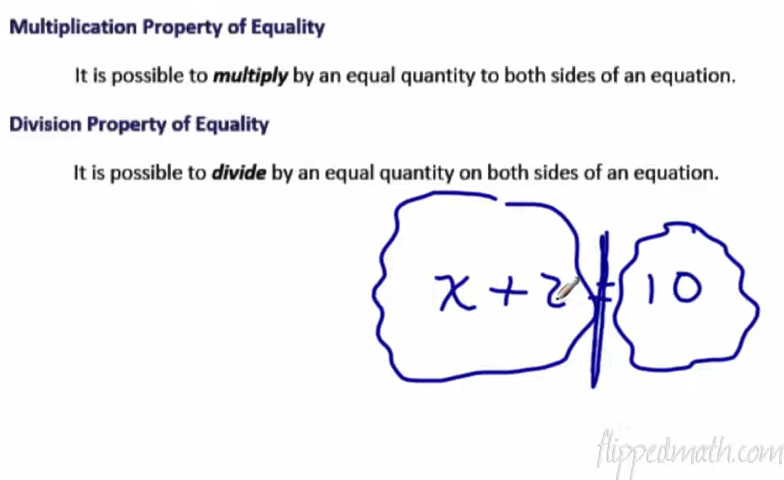 Multiplication Property of Equality
It is possible to multiply by an equal quantity to both sides of an equation.
Division Property of Equality
It is possible to divide by an equal quantity on both sides of an equation.
x + 2 = 10
flippedmath.com